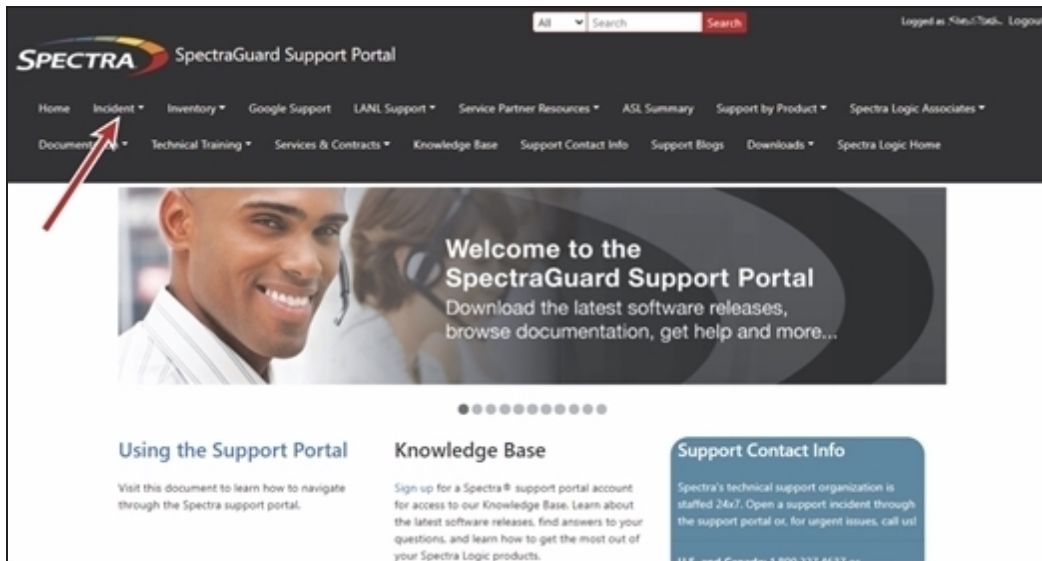 All Search Search Logged as Logout
SPECTRA SpectraGuard Support Portal
Home Incident Inventory Google Support LANL Support Service Partner Resources ASL Summary Support by Product Spectra Logic Associates
Technical Training Services & Contracts Knowledge Base Support Contact Info Support Blogs Downloads Spectra Logic Home
Welcome to the
SpectraGuard Support Portal
Download the latest software releases,
browse documentation, get help and more...
Using the Support Portal
Visit this document to learn how to navigate
through the Spectra support portal.
Knowledge Base
Sign up for a Spectra® support portal account
for access to our Knowledge Base. Learn about
the latest software releases, find answers to your
questions, and learn how to get the most out of
your Spectra Logic products.
Support Contact Info
Spectra's technical support organization is
staffed 24x7. Open a support incident through
the support portal or, for urgent issues, call us!